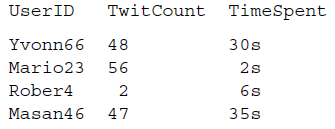 UserID TwitCount TimeSpent
Yvonn66 48 30s
Mario23 56 2s
Rober4 2 6s
Masan46 47 35s